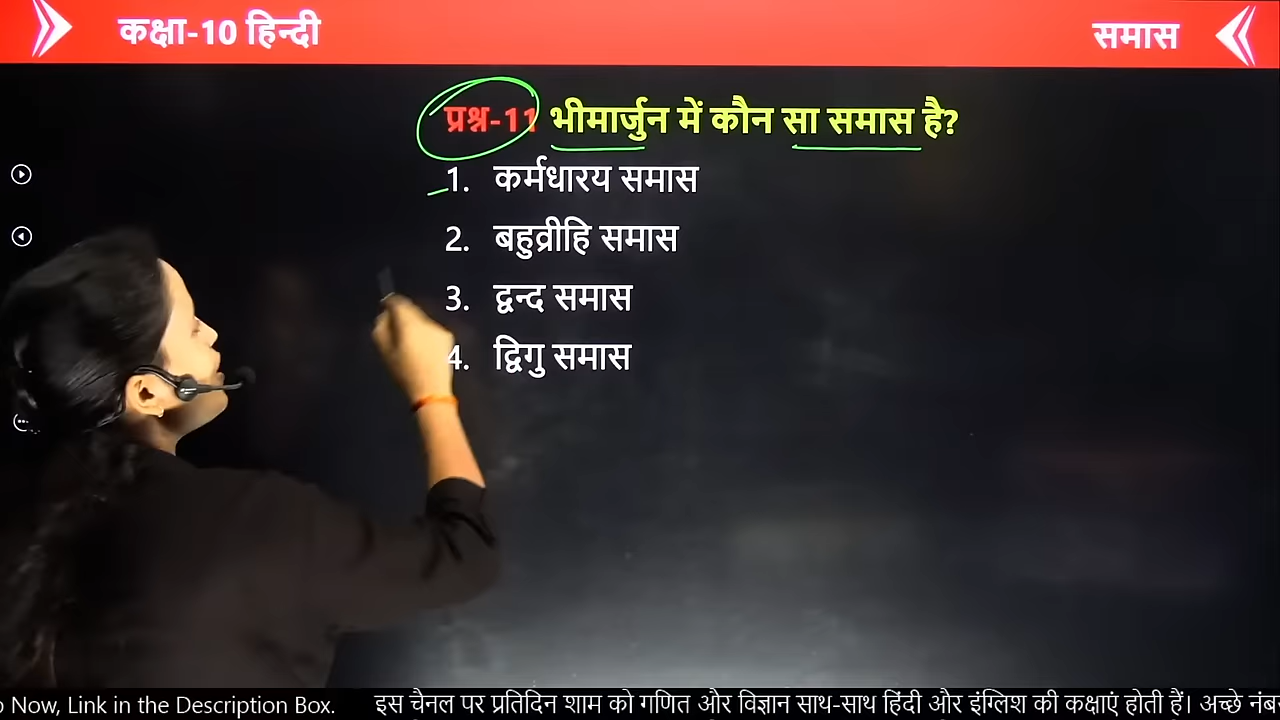 कक्षा-10 हिन्दी
समास
प्रश्न-11 भीमार्जुन में कौन सा समास है?
1. कर्मधारय समास
2. बहुव्रीहि समास
3. द्वन्द समास
4. द्विगु समास
Now, Link in the Description Box. इस चैनल पर प्रतिदिन शाम को गणित और विज्ञान साथ-साथ हिंदी और इंग्लिश की कक्षाएं होती हैं। अच्छे